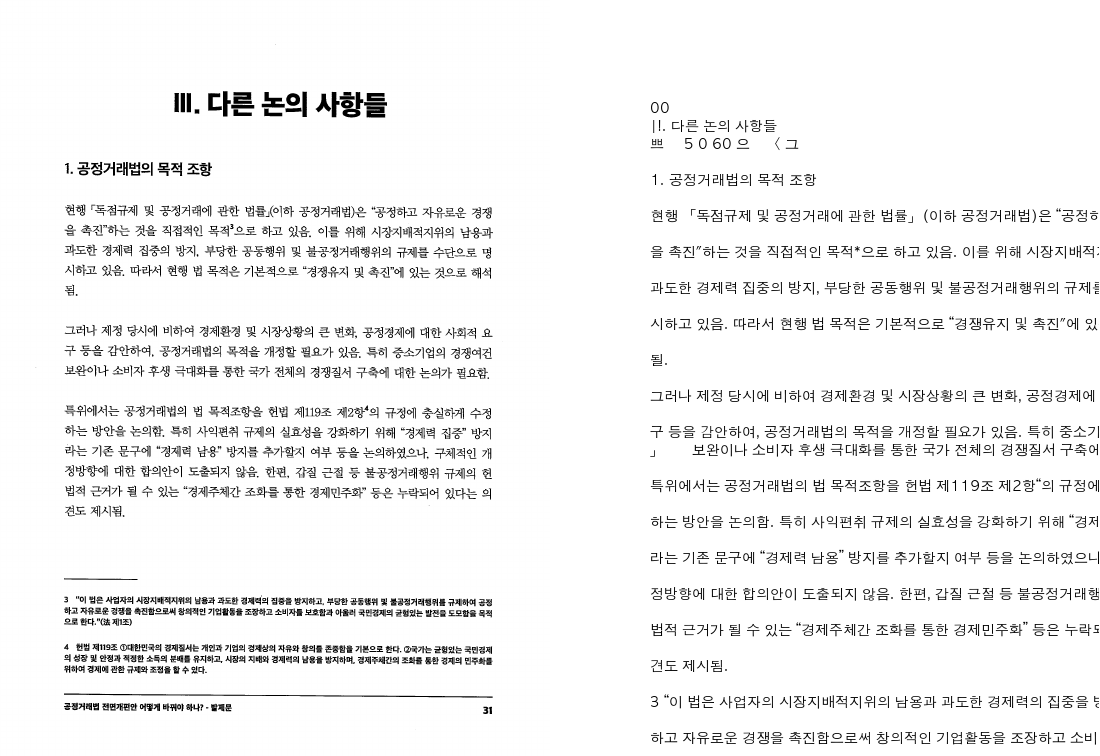 III. 다른 논의 사항들
1. 공정거래법의 목적 조항
현행 「독점규제 및 공정거래에 관한 법률」(이하 공정거래법)은 “공정하고 자유로운 경쟁
을 촉진”하는 것을 직접적인 목적³으로 하고 있음. 이를 위해 시장지배적지위의 남용과
과도한 경제력 집중의 방지, 부당한 공동행위 및 불공정거래행위의 규제를 수단으로 명
시하고 있음. 따라서 현행 법 목적은 기본적으로 “경쟁유지 및 촉진”에 있는 것으로 해석
됨.
그러나 제정 당시에 비하여 경제환경 및 시장상황의 큰 변화, 공정경제에 대한 사회적 요
구 등을 감안하여, 공정거래법의 목적을 개정할 필요가 있음. 특히 중소기업의 경쟁여건
보완이나 소비자 후생 극대화를 통한 국가 전체의 경쟁질서 구축에 대한 논의가 필요함.
특위에서는 공정거래법의 법 목적조항을 헌법 제119조 제2항⁴의 규정에 충실하게 수정
하는 방안을 논의함. 특히 사익편취 규제의 실효성을 강화하기 위해 “경제력 집중” 방지
라는 기존 문구에 “경제력 남용” 방지를 추가할지 여부 등을 논의하였으나, 구체적인 개
정방향에 대한 합의안이 도출되지 않음. 한편, 갑질 근절 등 불공정거래행위 규제의 헌
법적 근거가 될 수 있는 “경제주체간 조화를 통한 경제민주화” 등은 누락되어 있다는 의
견도 제시됨.
3 “이 법은 사업자의 시장지배적지위의 남용과 과도한 경제력의 집중을 방지하고, 부당한 공동행위 및 불공정거래행위를 규제하여 공정
하고 자유로운 경쟁을 촉진함으로써 창의적인 기업활동을 조장하고 소비자를 보호함과 아울러 국민경제의 균형있는 발전을 도모함을 목적
으로 한다.”(法 제1조)
4 헌법 제119조 ①대한민국의 경제질서는 개인과 기업의 경제상의 자유와 창의를 존중함을 기본으로 한다. ②국가는 균형있는 국민경제
의 성장 및 안정과 적정한 소득의 분배를 유지하고, 시장의 지배와 경제력의 남용을 방지하며, 경제주체간의 조화를 통한 경제의 민주화를
위하여 경제에 관한 규제와 조정을 할 수 있다.
공정거래법 전면개편안 어떻게 바꿔야 하나? - 발제문
31
00
|!. 다른 논의 사항들
쁘 5 0 60 으 〈 그
1. 공정거래법의 목적 조항
현행 「독점규제 및 공정거래에 관한 법률」(이하 공정거래법)은 “공정하
을 촉진″하는 것을 직접적인 목적*으로 하고 있음. 이를 위해 시장지배적
과도한 경제력 집중의 방지, 부당한 공동행위 및 불공정거래행위의 규제를
시하고 있음. 따라서 현행 법 목적은 기본적으로 “경쟁유지 및 촉진″에 있
될.
그러나 제정 당시에 비하여 경제환경 및 시장상황의 큰 변화, 공정경제에
구 등을 감안하여, 공정거래법의 목적을 개정할 필요가 있음. 특히 중소기
」 보완이나 소비자 후생 극대화를 통한 국가 전체의 경쟁질서 구축에
특위에서는 공정거래법의 법 목적조항을 헌법 제119조 제2항“의 규정에
하는 방안을 논의함. 특히 사익편취 규제의 실효성을 강화하기 위해 “경제
라는 기존 문구에 “경제력 남용” 방지를 추가할지 여부 등을 논의하였으나
정방향에 대한 합의안이 도출되지 않음. 한편, 갑질 근절 등 불공정거래행
법적 근거가 될 수 있는 “경제주체간 조화를 통한 경제민주화” 등은 누락되
견도 제시됨.
3 “이 법은 사업자의 시장지배적지위의 남용과 과도한 경제력의 집중을 방
하고 자유로운 경쟁을 촉진함으로써 창의적인 기업활동을 조장하고 소비